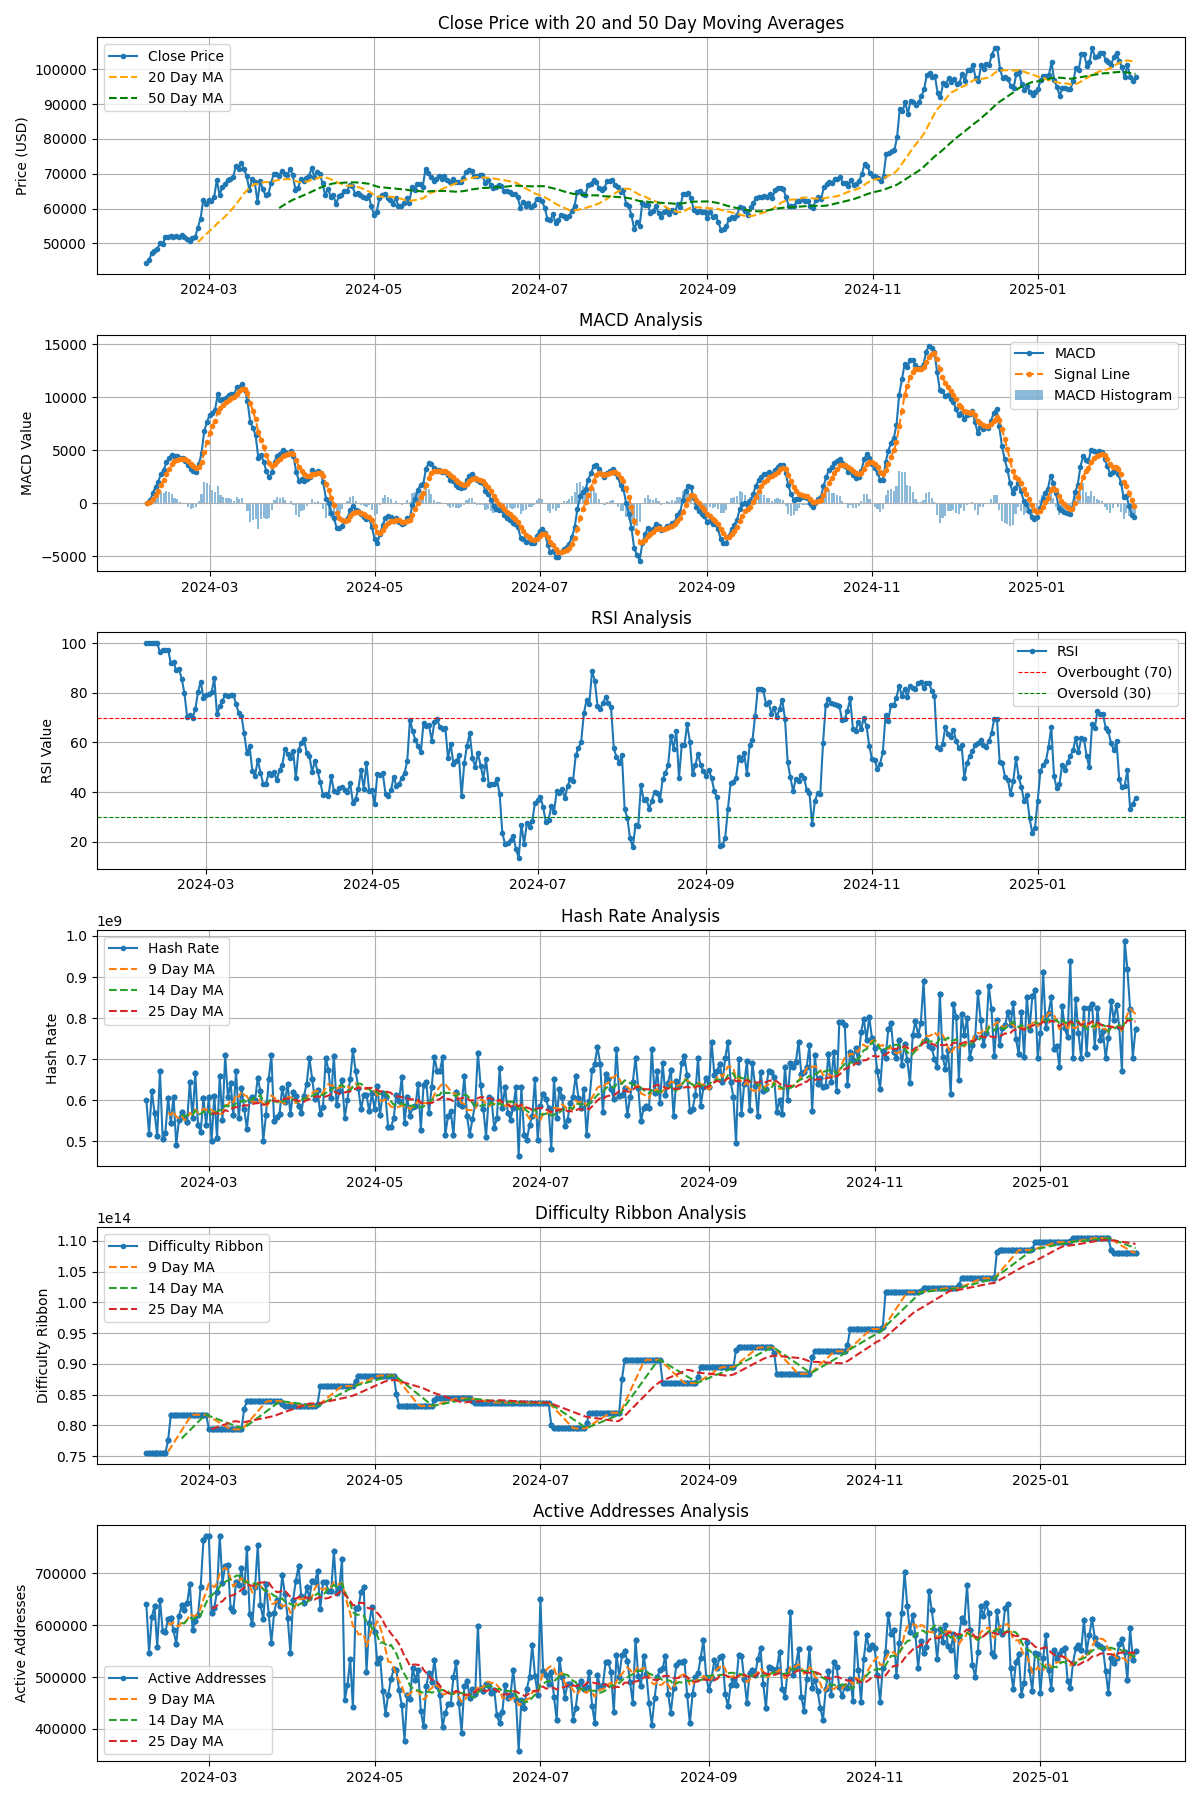 Close Price with 20 and 50 Day Moving Averages
Close Price
20 Day MA
50 Day MA
Price (USD)
100000
90000
80000
70000
60000
50000
2024-03
2024-05
2024-07
2024-09
2024-11
2025-01
MACD Analysis
MACD
Signal Line
MACD Histogram
MACD Value
15000
10000
5000
0
−5000
2024-03
2024-05
2024-07
2024-09
2024-11
2025-01
RSI Analysis
RSI
Overbought (70)
Oversold (30)
RSI Value
100
80
60
40
20
2024-03
2024-05
2024-07
2024-09
2024-11
2025-01
Hash Rate Analysis
1e9
Hash Rate
9 Day MA
14 Day MA
25 Day MA
Hash Rate
1.0
0.9
0.8
0.7
0.6
0.5
2024-03
2024-05
2024-07
2024-09
2024-11
2025-01
Difficulty Ribbon Analysis
1e14
Difficulty Ribbon
9 Day MA
14 Day MA
25 Day MA
Difficulty Ribbon
1.10
1.05
1.00
0.95
0.90
0.85
0.80
0.75
2024-03
2024-05
2024-07
2024-09
2024-11
2025-01
Active Addresses Analysis
Active Addresses
700000
600000
500000
400000
Active Addresses
9 Day MA
14 Day MA
25 Day MA
2024-03
2024-05
2024-07
2024-09
2024-11
2025-01